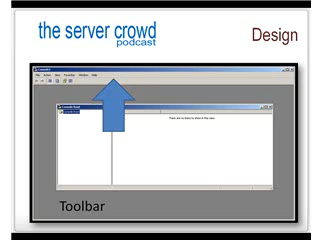 the server crowd
podcast
Design
Console1
File Action View Favorites Window Help
Console Root
Console Root
There are no items to show in this view.
Toolbar